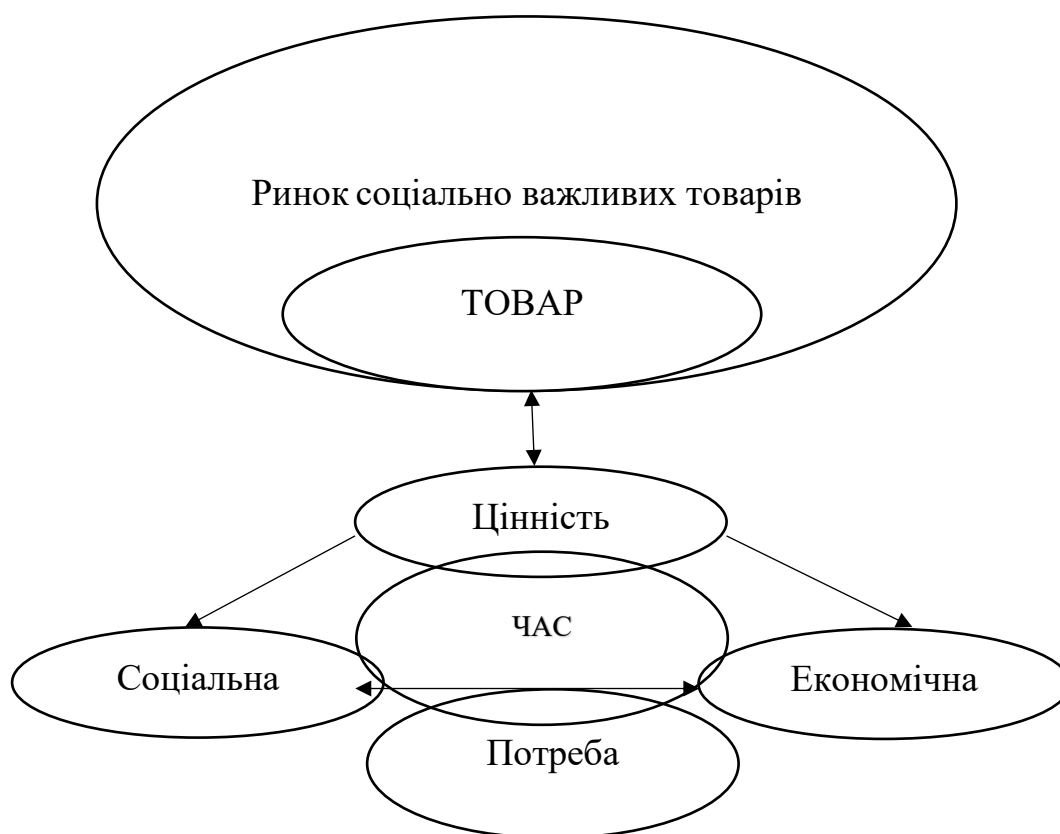 Ринок соціально важливих товарів
ТОВАР
Цінність
ЧАС
Соціальна
Економічна
Потреба